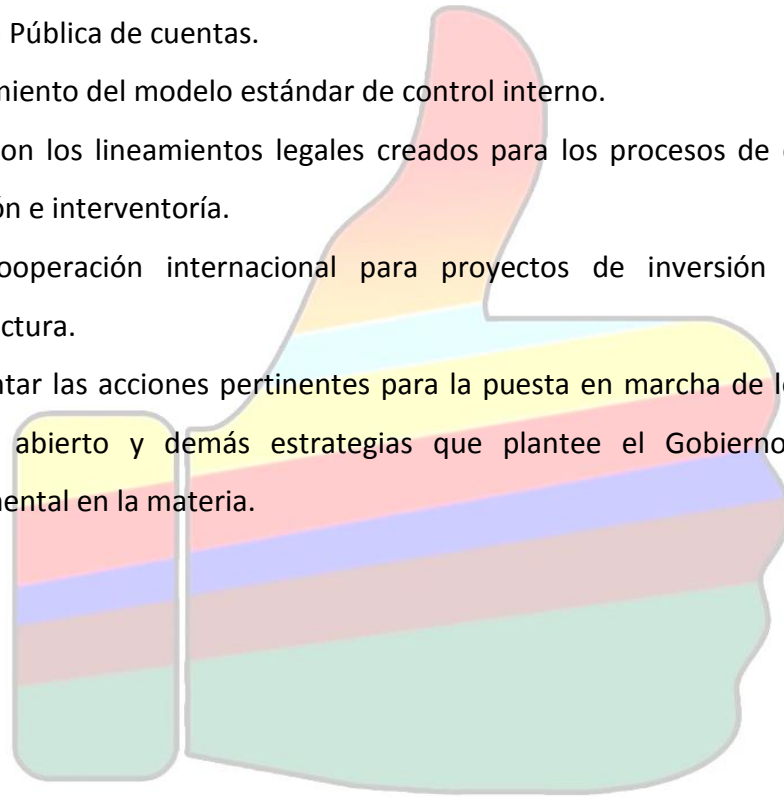 Pública de cuentas.
miento del modelo estándar de control interno.
on los lineamientos legales creados para los procesos de
ón e interventoría.
ooperación internacional para proyectos de inversión
ctura.
ntar las acciones pertinentes para la puesta en marcha de l
abierto y demás estrategias que plantee el Gobierno
mental en la materia.